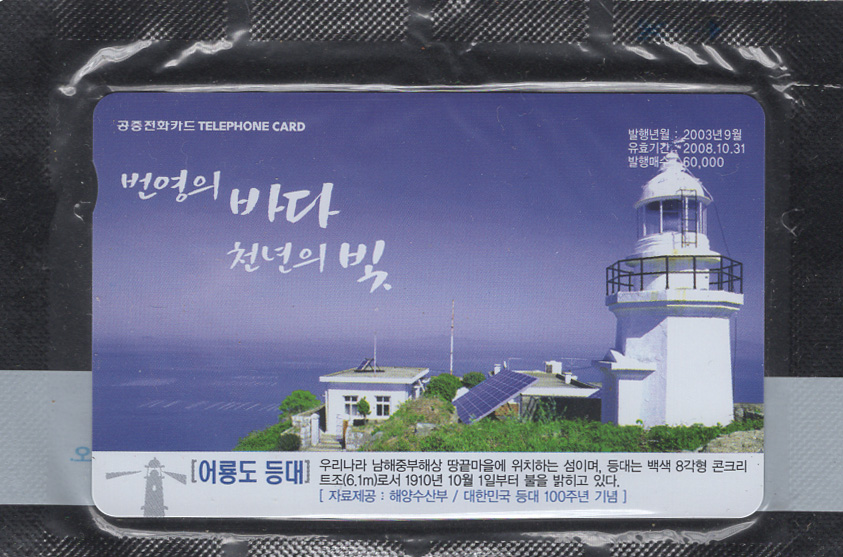 공중전화카드 TELEPHONE CARD
발행년월 : 2003년 9월
유효기간 : 2008.10.31
발행매수 : 60,000
번영의 바다
천년의 빛
[어룡도 등대]
우리나라 남해중부해상 땅끝마을에 위치하는 섬이며, 등대는 백색 8각형 콘크리
트조(6.1m)로서 1910년 10월 1일부터 불을 밝히고 있다.
[ 자료제공 : 해양수산부 / 대한민국 등대 100주년 기념 ]